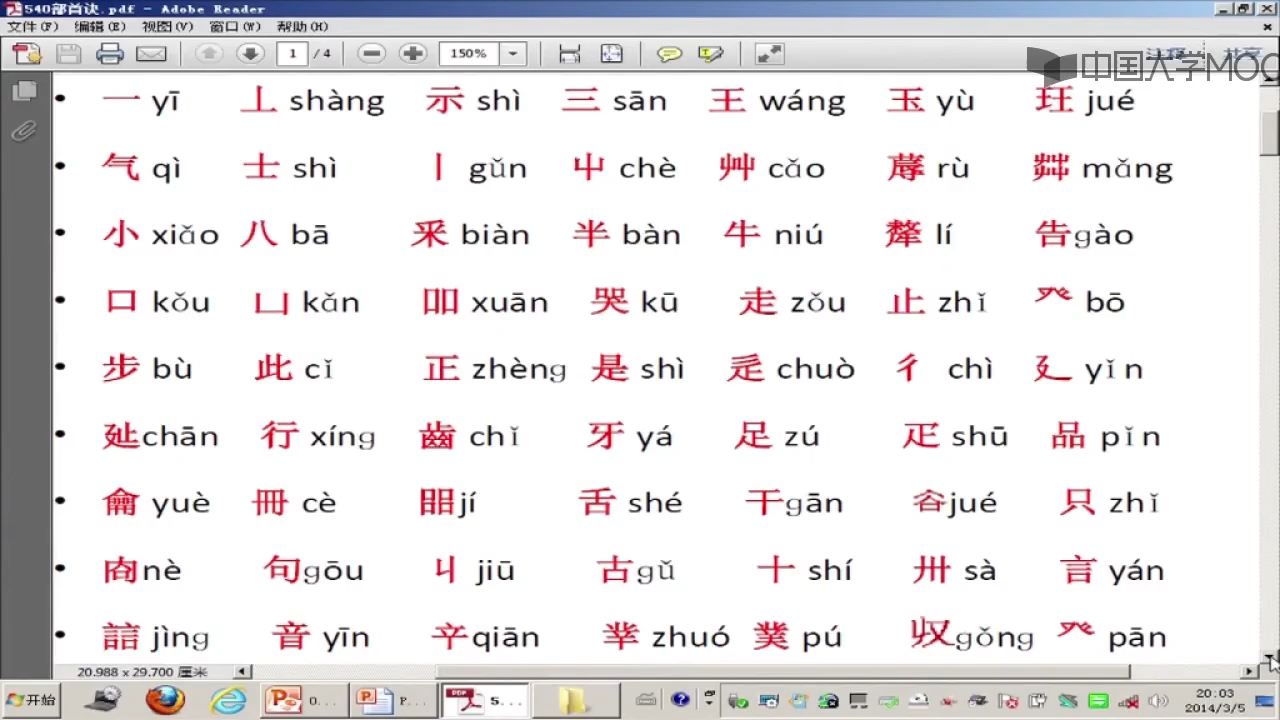 540部首诀.pdf - Adobe Reader
文件(F) 编辑(E) 视图(V) 窗口(W) 帮助(H)
1 / 4 150%
中国大学MOO
• 一 yī 丄 shàng 示 shì 三 sān 王 wáng 玉 yù 玨 jué
• 气 qì 士 shì 丨 gǔn 屮 chè 艸 cǎo 蓐 rù 茻 mǎng
• 小 xiǎo 八 bā 釆 biàn 半 bàn 牛 niú 犛 lí 告 gào
• 口 kǒu 凵 kǎn 吅 xuān 哭 kū 走 zǒu 止 zhǐ 癶 bō
• 步 bù 此 cǐ 正 zhèng 是 shì 辵 chuò 彳 chì 廴 yǐn
• 㢟 chān 行 xíng 齒 chǐ 牙 yá 足 zú 疋 shū 品 pǐn
• 龠 yuè 冊 cè 㗊 jí 舌 shé 干 gān 谷 jué 只 zhǐ
• 㕯 nè 句 gōu 丩 jiū 古 gǔ 十 shí 卅 sà 言 yán
• 誩 jìng 音 yīn 辛 qiān 丵 zhuó 菐 pú 収 gǒng 癶 pān
20.988 x 29.700 厘米
开始 0... P... 5... 20:03
2014/3/5